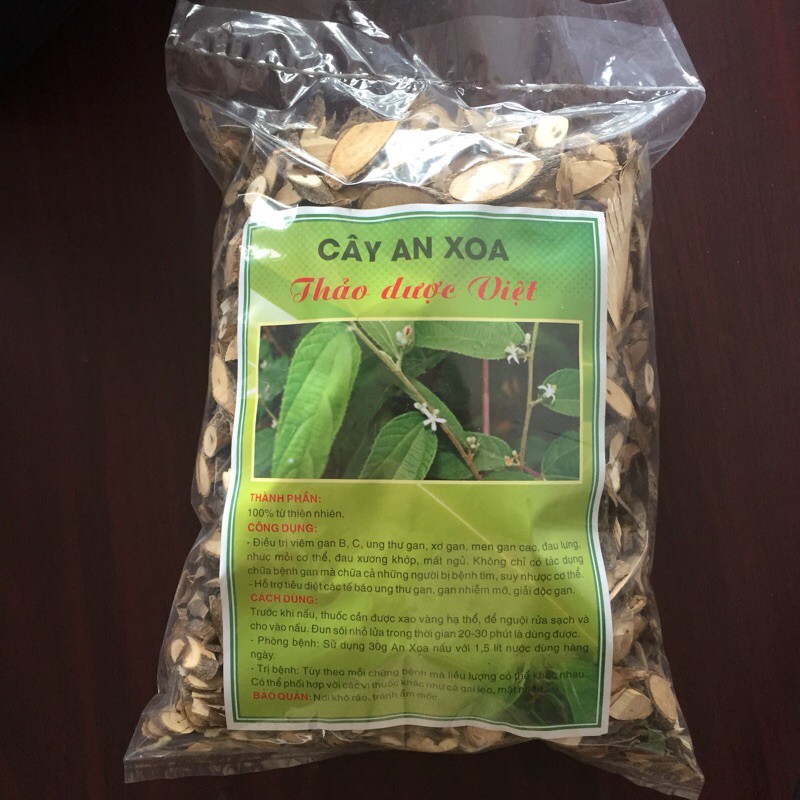 CÂY AN XOA
Thảo dược Việt
THÀNH PHẦN:
100% từ thiên nhiên.
CÔNG DỤNG:
- Điều trị viêm gan B, C, ung thư gan, xơ gan, men gan cao, đau lưng,
nhức mỏi cơ thể, đau xương khớp, mất ngủ. Không chỉ có tác dụng
chữa bệnh gan mà chữa cả những người bị bệnh tim, suy nhược cơ thể.
- Hỗ trợ tiêu diệt các tế bào ung thư gan, gan nhiễm mỡ, giải độc gan.
CÁCH DÙNG:
Trước khi nấu, thuốc cần được xao vàng hạ thổ, để nguội rửa sạch và
cho vào nấu. Đun sôi nhỏ lửa trong thời gian 20-30 phút là dùng được.
- Phòng bệnh: Sử dụng 30g An Xoa nấu với 1,5 lít nước dùng hàng
ngày.
- Trị bệnh: Tùy theo mỗi chứng bệnh mà liều lượng có thể khác nhau.
Có thể phối hợp với các vị thuốc khác như cà gai leo, mật
BẢO QUẢN: Nơi khô ráo, tránh ẩm mốc.